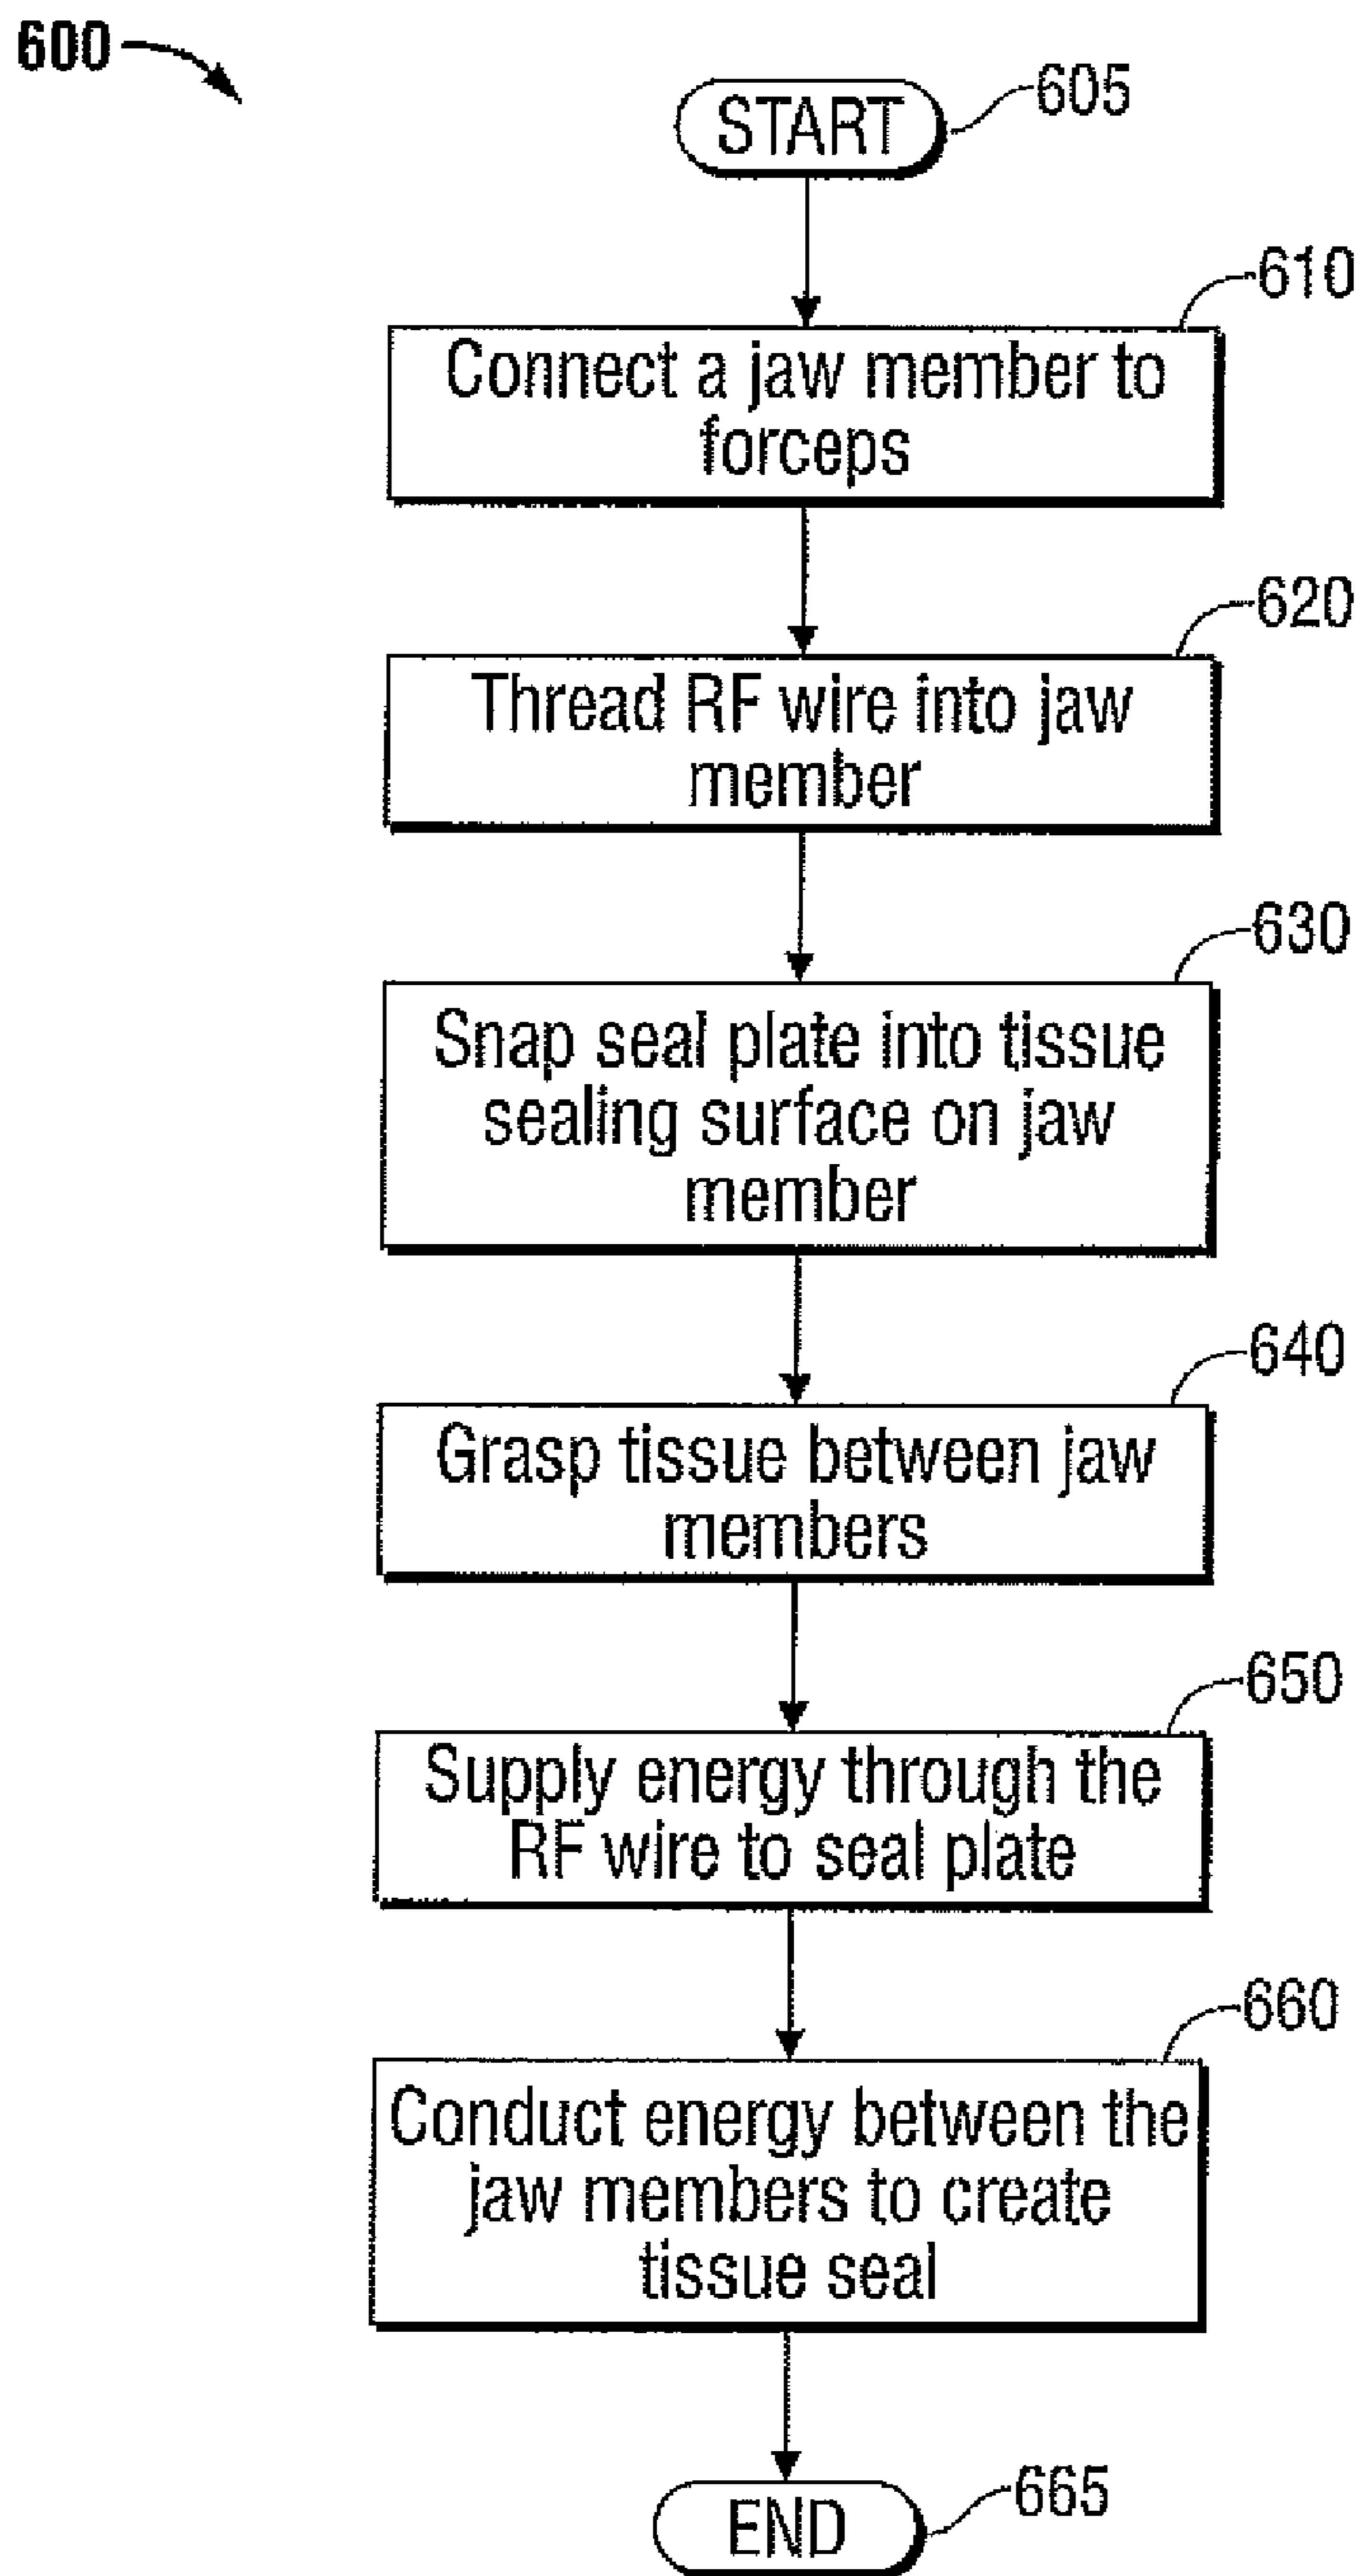 600
START
605
610
Connect a jaw member to
forceps
620
Thread RF wire into jaw
member
630
Snap seal plate into tissue
sealing surface on jaw
member
640
Grasp tissue between jaw
members
650
Supply energy through the
RF wire to seal plate
660
Conduct energy between the
jaw members to create
tissue seal
END
665